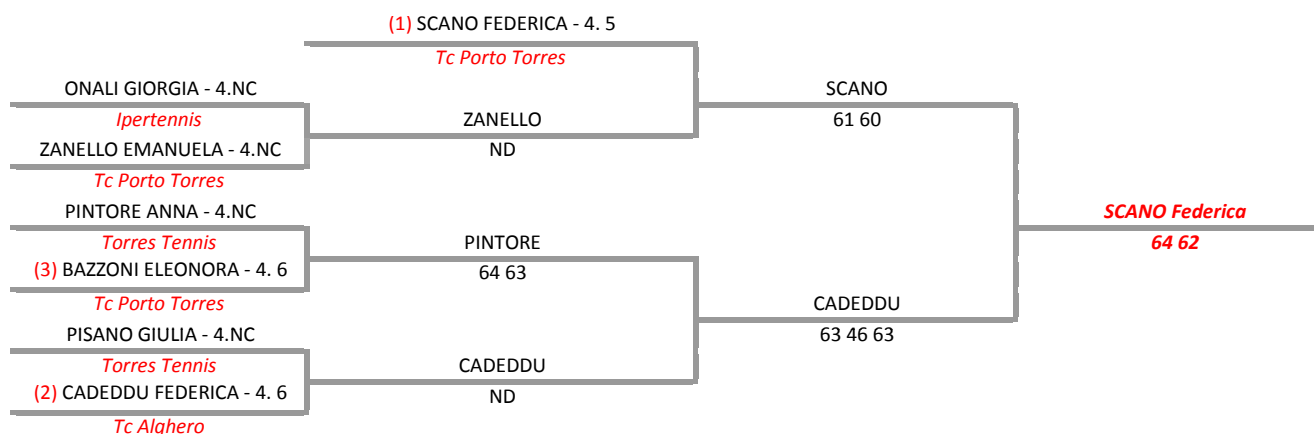 (1) SCANO FEDERICA - 4. 5
Tc Porto Torres
ONALI GIORGIA - 4.NC
Ipertennis
ZANELLO EMANUELA - 4.NC
Tc Porto Torres
PINTORE ANNA - 4.NC
Torres Tennis
(3) BAZZONI ELEONORA - 4. 6
Tc Porto Torres
PISANO GIULIA - 4.NC
Torres Tennis
(2) CADEDDU FEDERICA - 4. 6
Tc Alghero
ZANELLO
ND
PINTORE
64 63
CADEDDU
ND
SCANO
61 60
CADEDDU
63 46 63
SCANO Federica
64 62